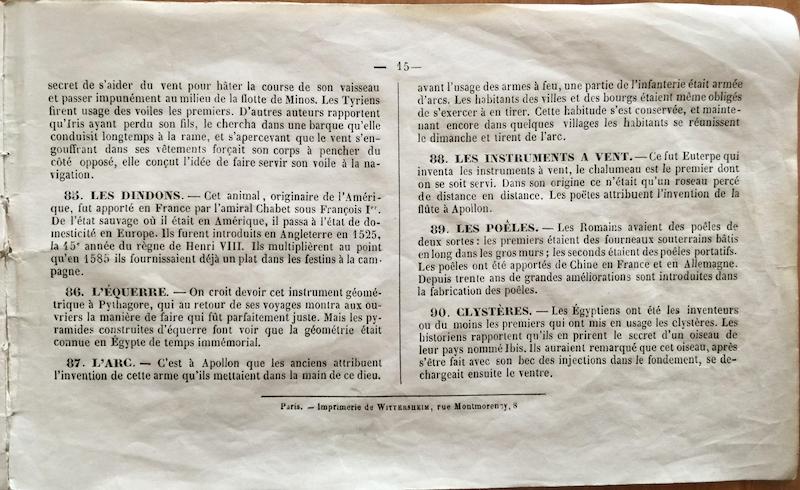 — 15—
secret de s'aider du vent pour hâter la course de son vaisseau
et passer impunément au milieu de la flotte de Minos. Les Tyriens
firent usage des voiles les premiers. D'autres auteurs rapportent
qu'Iris ayant perdu son fils, le chercha dans une barque qu'elle
conduisit longtemps à la rame, et s'apercevant que le vent s'en-
gouffrant dans ses vêtements forçait son corps à pencher du
côté opposé, elle conçut l'idée de faire servir son voile à la na-
vigation.
85. LES DINDONS. — Cet animal, originaire de l'Améri-
que, fut apporté en France par l'amiral Chabet sous François Ier.
De l'état sauvage où il était en Amérique, il passa à l'état de do-
mesticité en Europe. Ils furent introduits en Angleterre en 1525,
la 15e année du règne de Henri VIII. Ils multiplièrent au point
qu'en 1585 ils fournissaient déjà un plat dans les festins à la cam-
pagne.
86. L'ÉQUERRE. — On croit devoir cet instrument géomé-
trique à Pythagore, qui au retour de ses voyages montra aux ou-
vriers la manière de faire qui fût parfaitement juste. Mais les py-
ramides construites d'équerre font voir que la géométrie était
connue en Égypte de temps immémorial.
87. L'ARC. — C'est à Apollon que les anciens attribuent
l'invention de cette arme qu'ils mettaient dans la main de ce dieu.
avant l'usage des armes à feu, une partie de l'infanterie était armée
d'arcs. Les habitants des villes et des bourgs étaient même obligés
de s'exercer à en tirer. Cette habitude s'est conservée, et mainte-
nant encore dans quelques villages les habitants se réunissent
le dimanche et tirent de l'arc.
88. LES INSTRUMENTS A VENT. — Ce fut Euterpe qui
inventa les instruments à vent, le chalumeau est le premier dont
on se soit servi. Dans son origine ce n'était qu'un roseau percé
de distance en distance. Les poëtes attribuent l'invention de la
flûte à Apollon.
89. LES POÊLES. — Les Romains avaient des poêles de
deux sortes : les premiers étaient des fourneaux souterrains bâtis
en long dans les gros murs ; les seconds étaient des poêles portatifs.
Les poêles ont été apportés de Chine en France et en Allemagne.
Depuis trente ans de grandes améliorations sont introduites dans
la fabrication des poêles.
90. CLYSTÈRES. — Les Égyptiens ont été les inventeurs
ou du moins les premiers qui ont mis en usage les clystères. Les
historiens rapportent qu'ils en prirent le secret d'un oiseau de
leur pays nommé Ibis. Ils auraient remarqué que cet oiseau, après
s'être fait avec son bec des injections dans le fondement, se dé-
chargeait ensuite le ventre.
Paris. — Imprimerie de WITTERSHEIM, rue Montmorency, 8